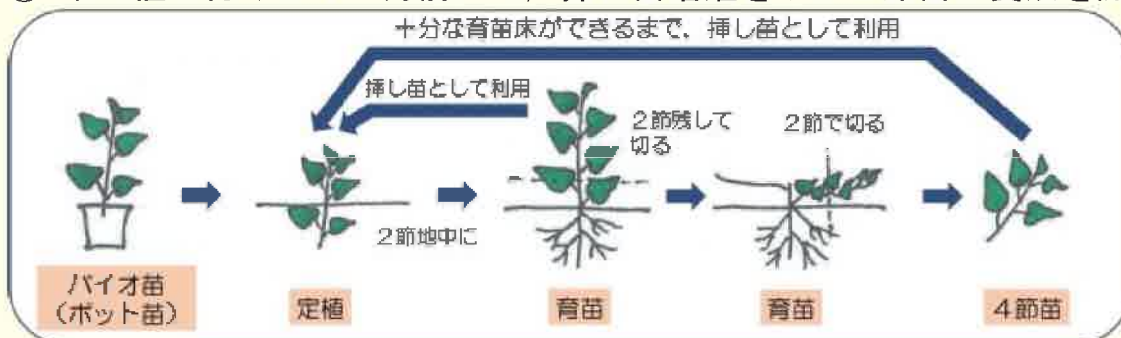 十分な育苗床ができるまで、挿し苗として利用
挿し苗として利用
2節残して
切る
2節で切る
2節地中に
バイオ苗
（ポット苗）
定植
育苗
育苗
4節苗